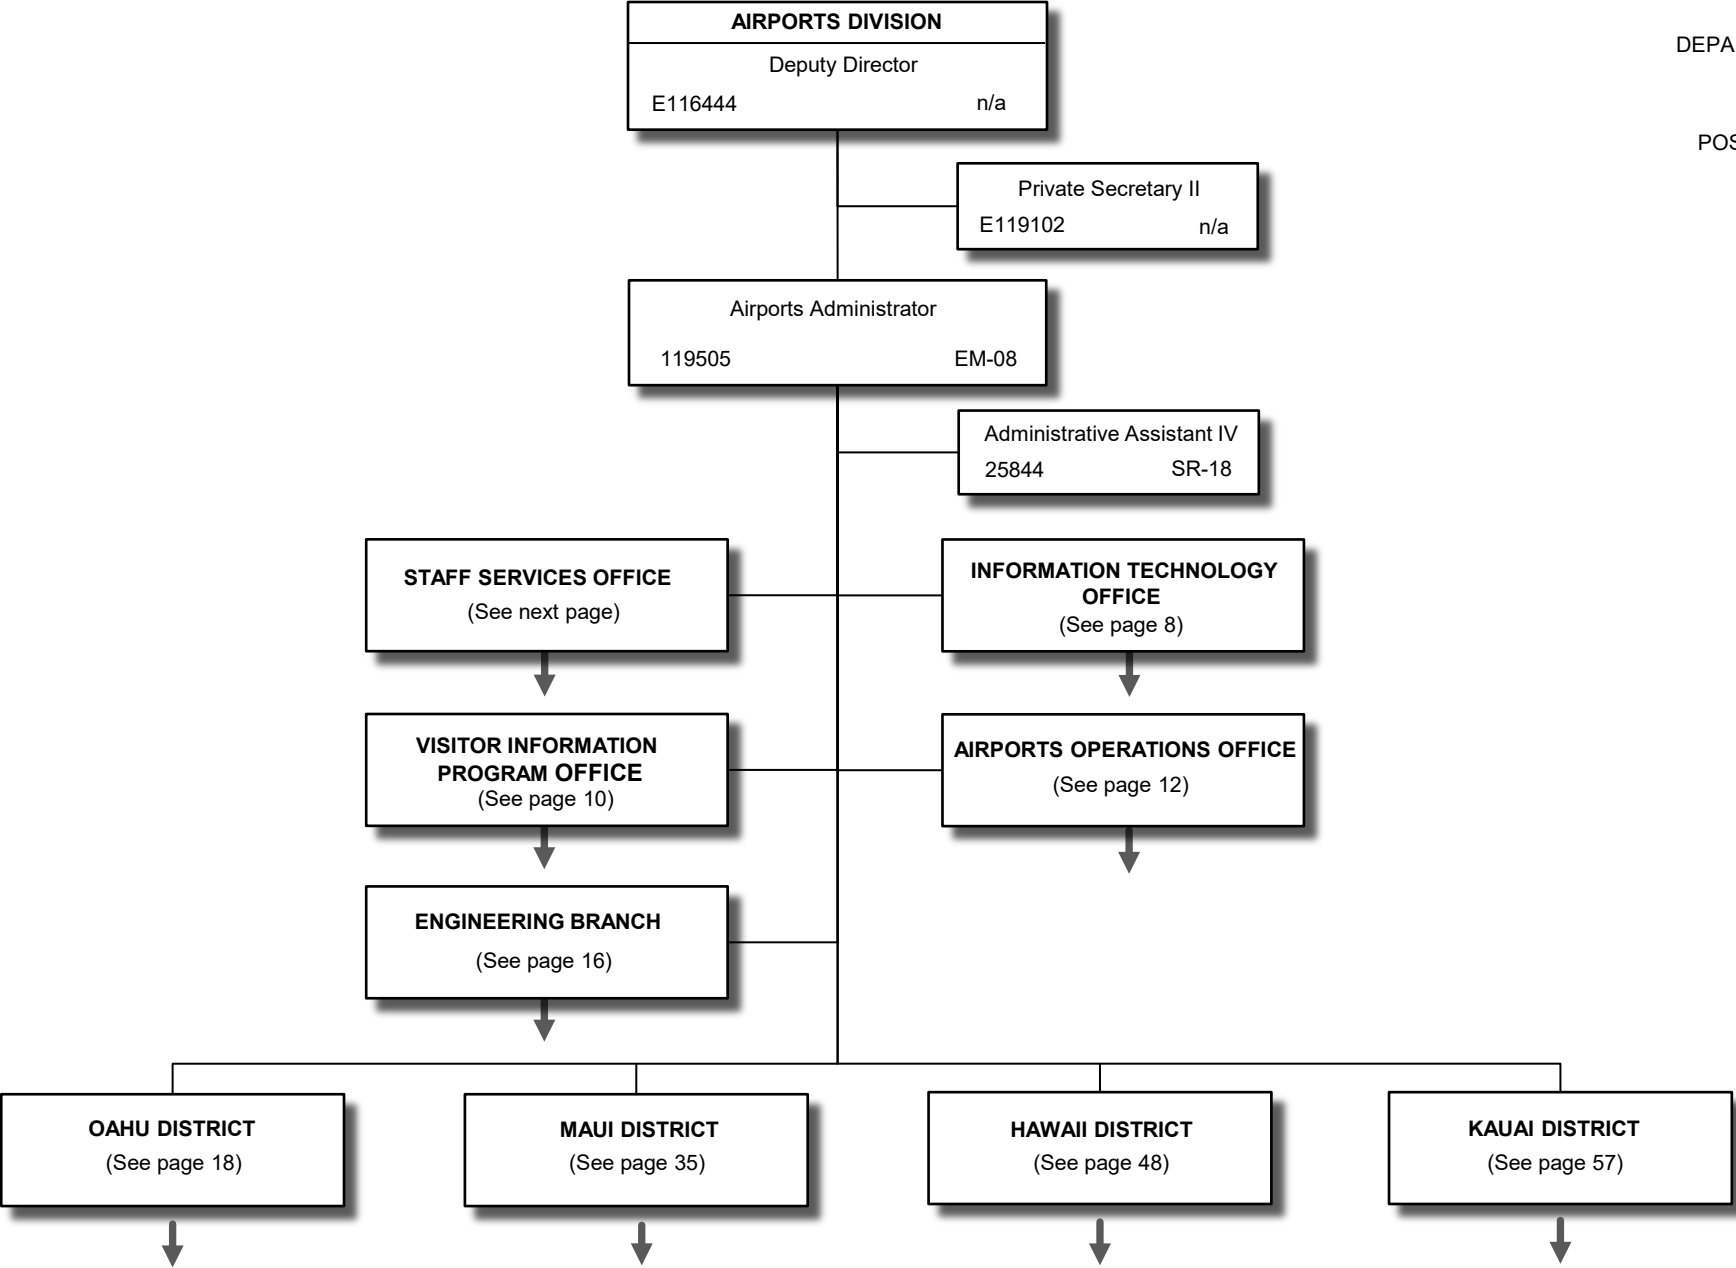 AIRPORTS DIVISION
Deputy Director
E116444 n/a
DEPA
POS
Private Secretary II
E119102 n/a
Airports Administrator
119505 EM-08
Administrative Assistant IV
25844 SR-18
STAFF SERVICES OFFICE
(See next page)
INFORMATION TECHNOLOGY
OFFICE
(See page 8)
VISITOR INFORMATION
PROGRAM OFFICE
(See page 10)
AIRPORTS OPERATIONS OFFICE
(See page 12)
ENGINEERING BRANCH
(See page 16)
OAHU DISTRICT
(See page 18)
MAUI DISTRICT
(See page 35)
HAWAII DISTRICT
(See page 48)
KAUAI DISTRICT
(See page 57)